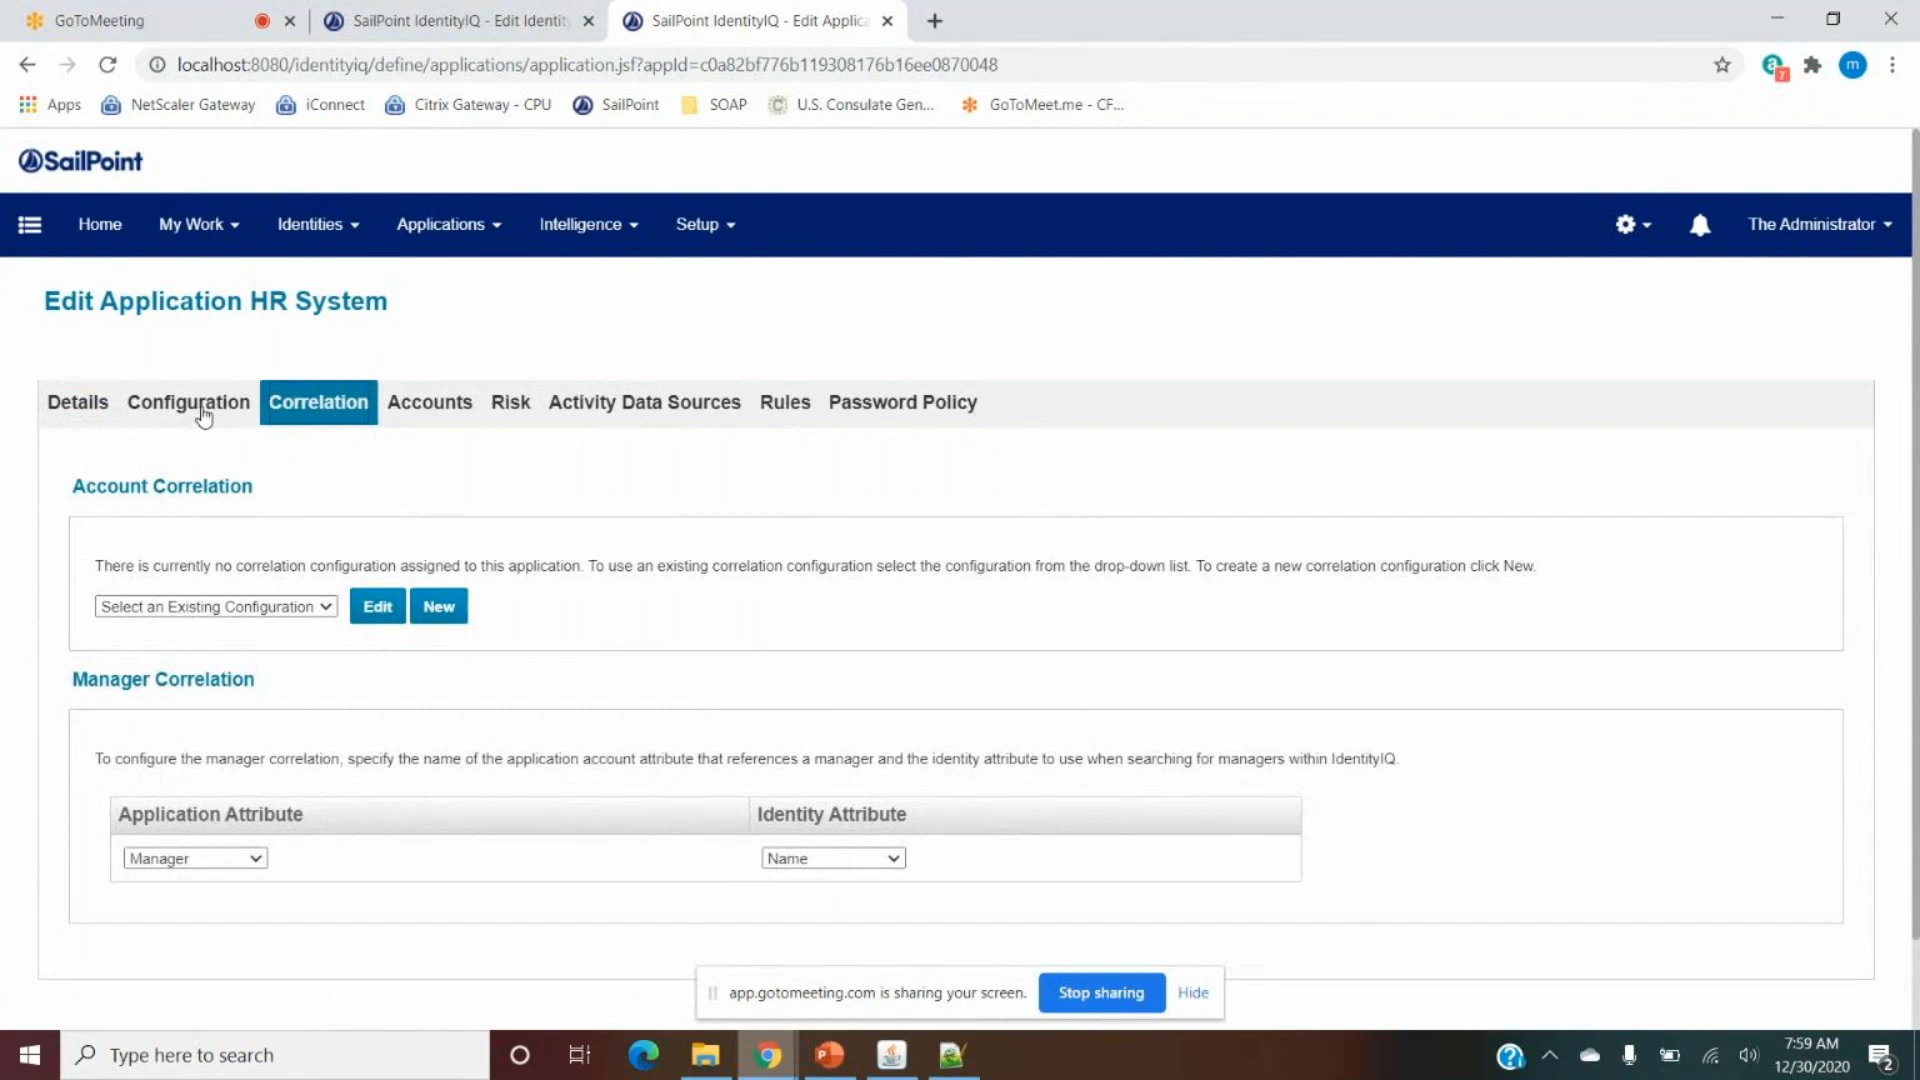 GoToMeeting
SailPoint IdentityIQ - Edit Identit
SailPoint IdentityIQ - Edit Applica
localhost:8080/identityiq/define/applications/application.jsf?appId=c0a82bf776b119308176b16ee0870048
7
m
Apps NetScaler Gateway iConnect Citrix Gateway - CPU SailPoint SOAP U.S. Consulate Gen... GoToMeet.me - CF...
SailPoint
Home My Work Identities Applications Intelligence Setup The Administrator
Edit Application HR System
Details Configuration Correlation Accounts Risk Activity Data Sources Rules Password Policy
Account Correlation
There is currently no correlation configuration assigned to this application. To use an existing correlation configuration select the configuration from the drop-down list. To create a new correlation configuration click New.
Select an Existing Configuration Edit New
Manager Correlation
To configure the manager correlation, specify the name of the application account attribute that references a manager and the identity attribute to use when searching for managers within IdentityIQ.
Application Attribute Identity Attribute
Manager Name
app.gotomeeting.com is sharing your screen. Stop sharing Hide
Type here to search
7:59 AM
12/30/2020
2